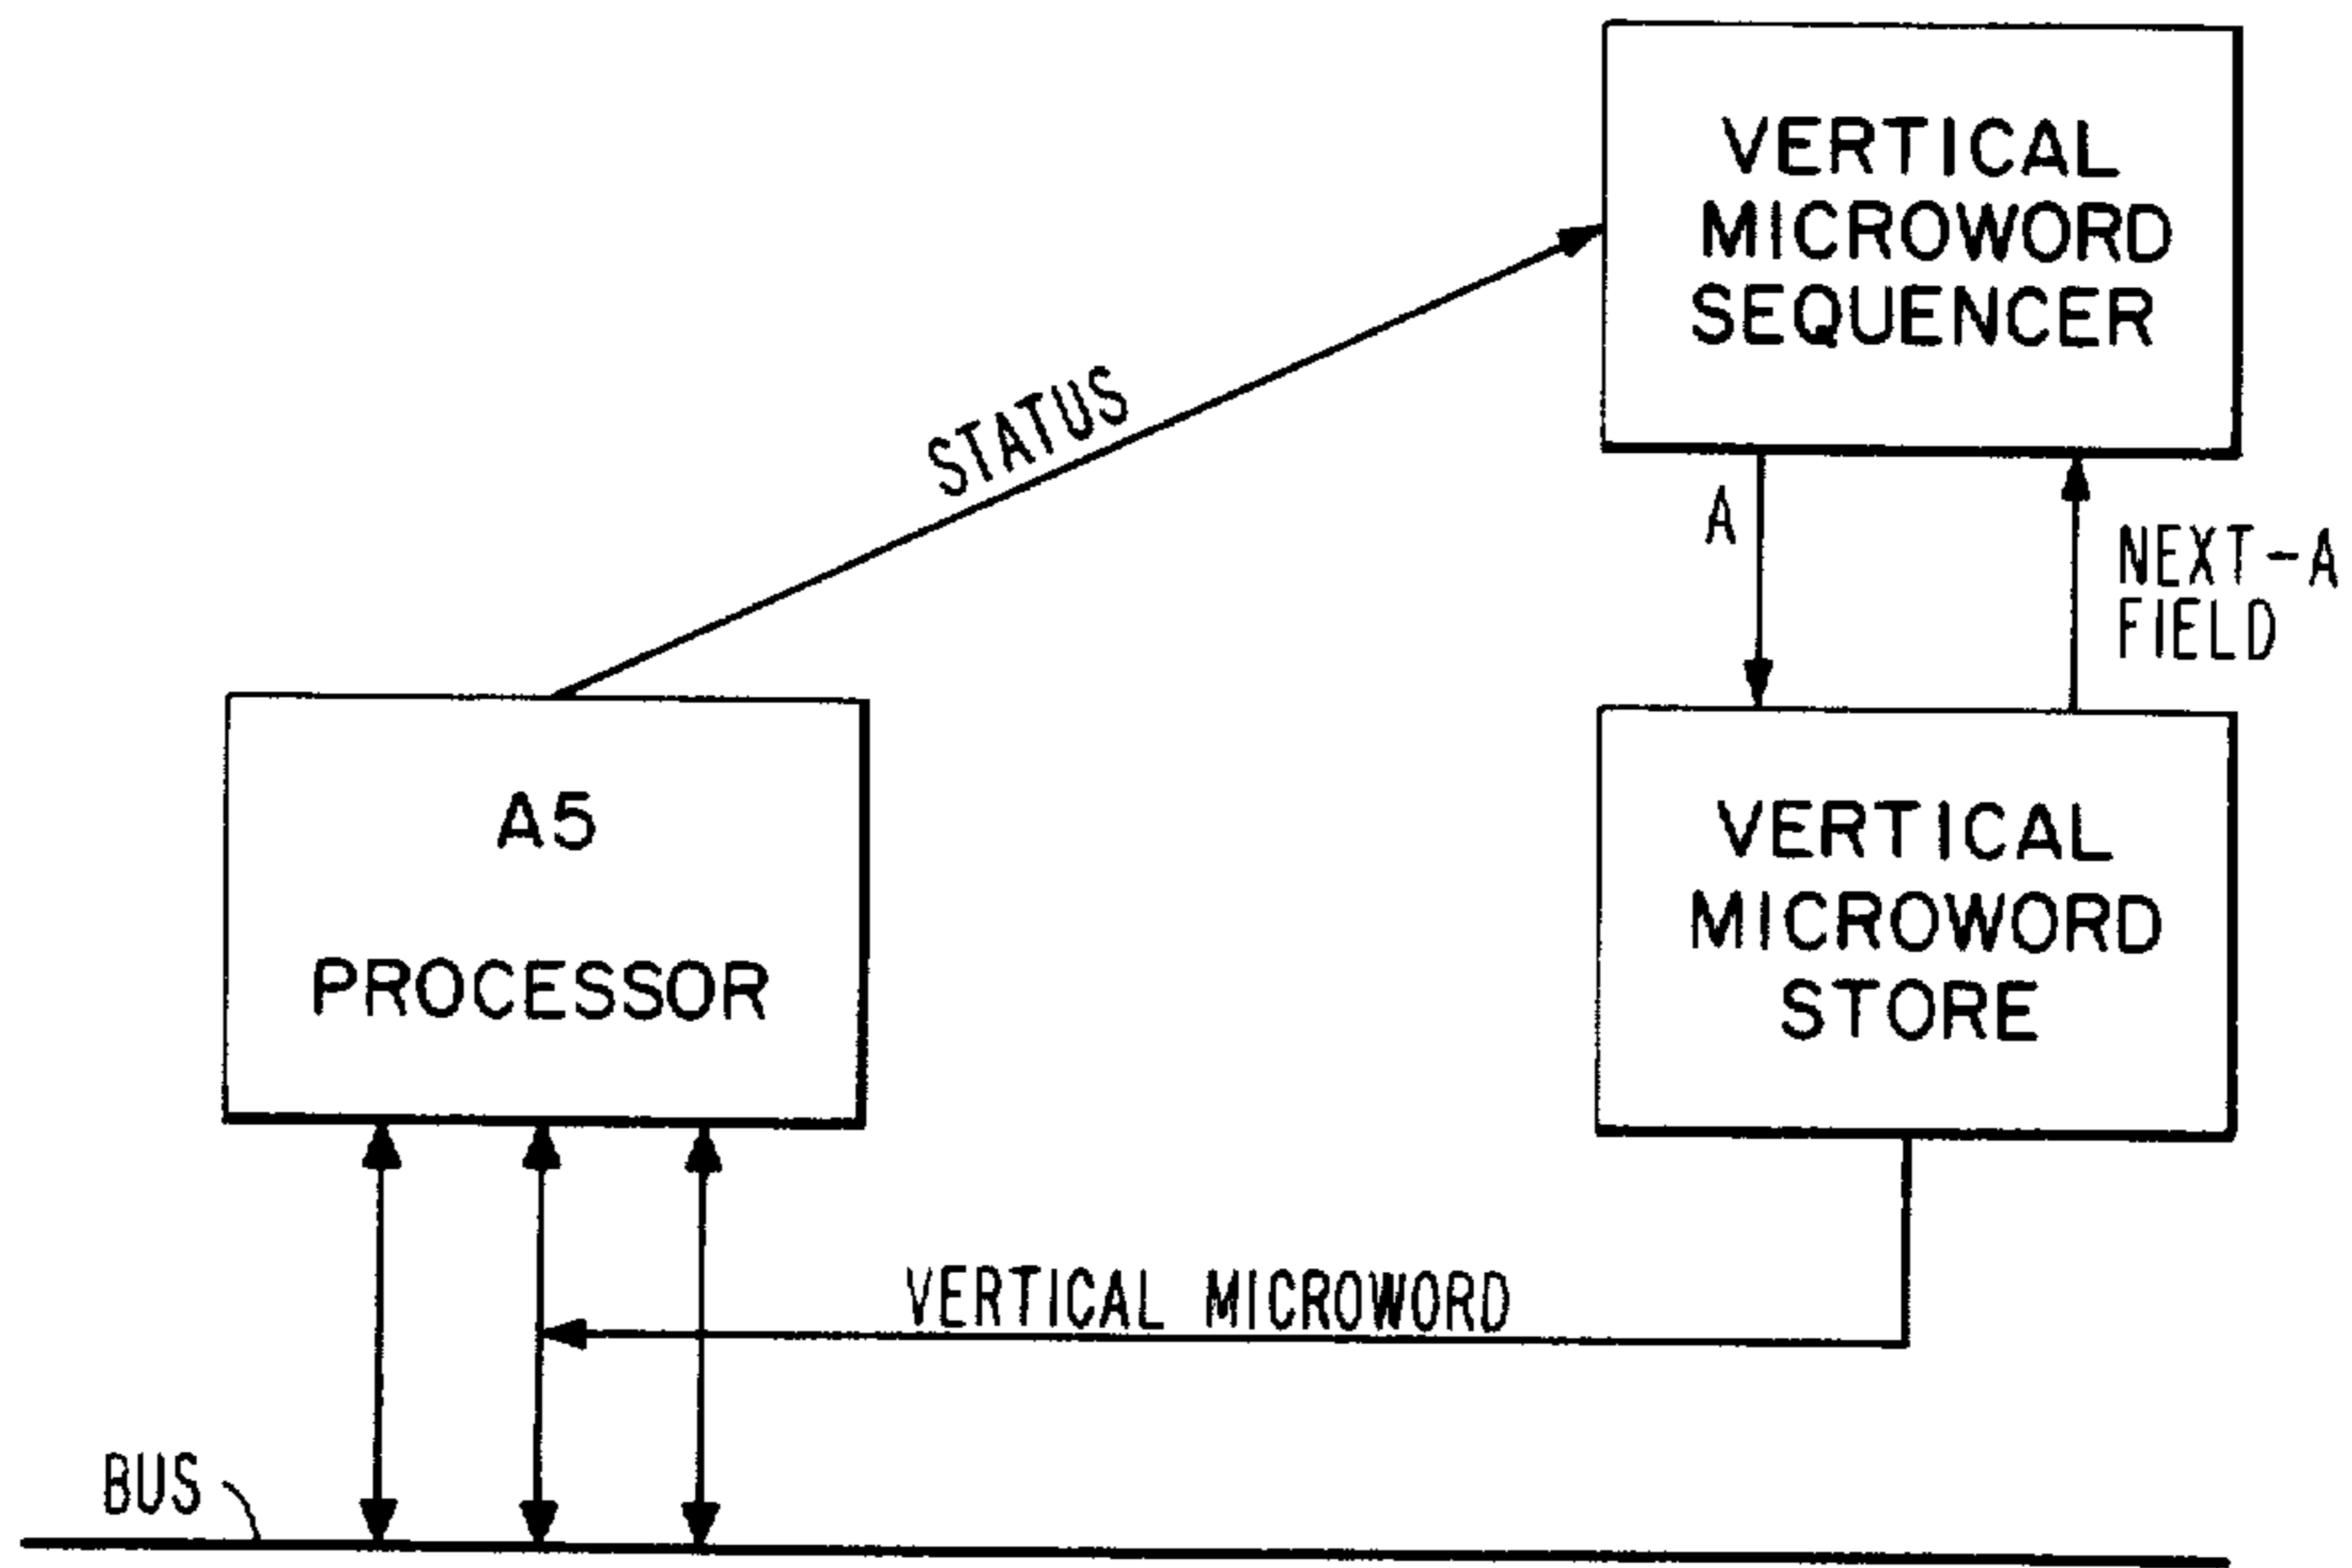 VERTICAL
MICROWORD
SEQUENCER
STATUS
A
NEXT-A
FIELD
A5
PROCESSOR
VERTICAL
MICROWORD
STORE
VERTICAL MICROWORD
BUS